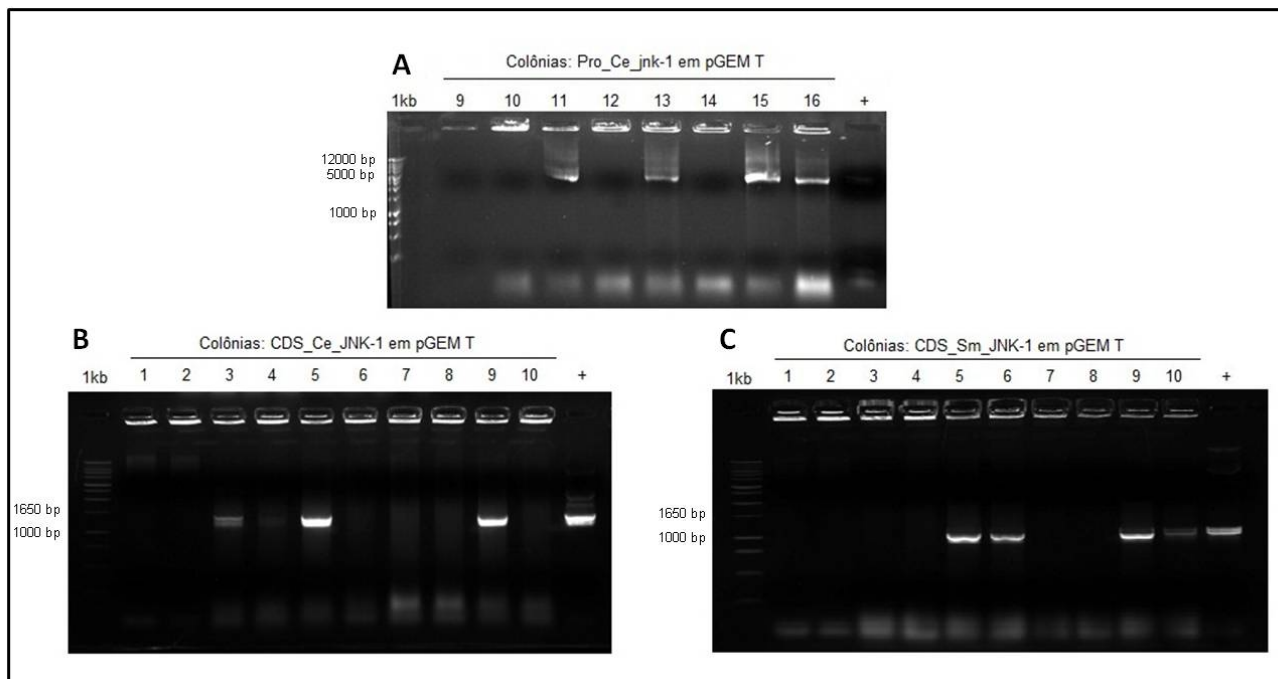 A
Colônias: Pro_Ce_jnk-1 em pGEM T
1kb 9 10 11 12 13 14 15 16 +
12000 bp
5000 bp
1000 bp
B
Colônias: CDS_Ce_JNK-1 em pGEM T
1kb 1 2 3 4 5 6 7 8 9 10 +
1650 bp
1000 bp
C
Colônias: CDS_Sm_JNK-1 em pGEM T
1kb 1 2 3 4 5 6 7 8 9 10 +
1650 bp
1000 bp